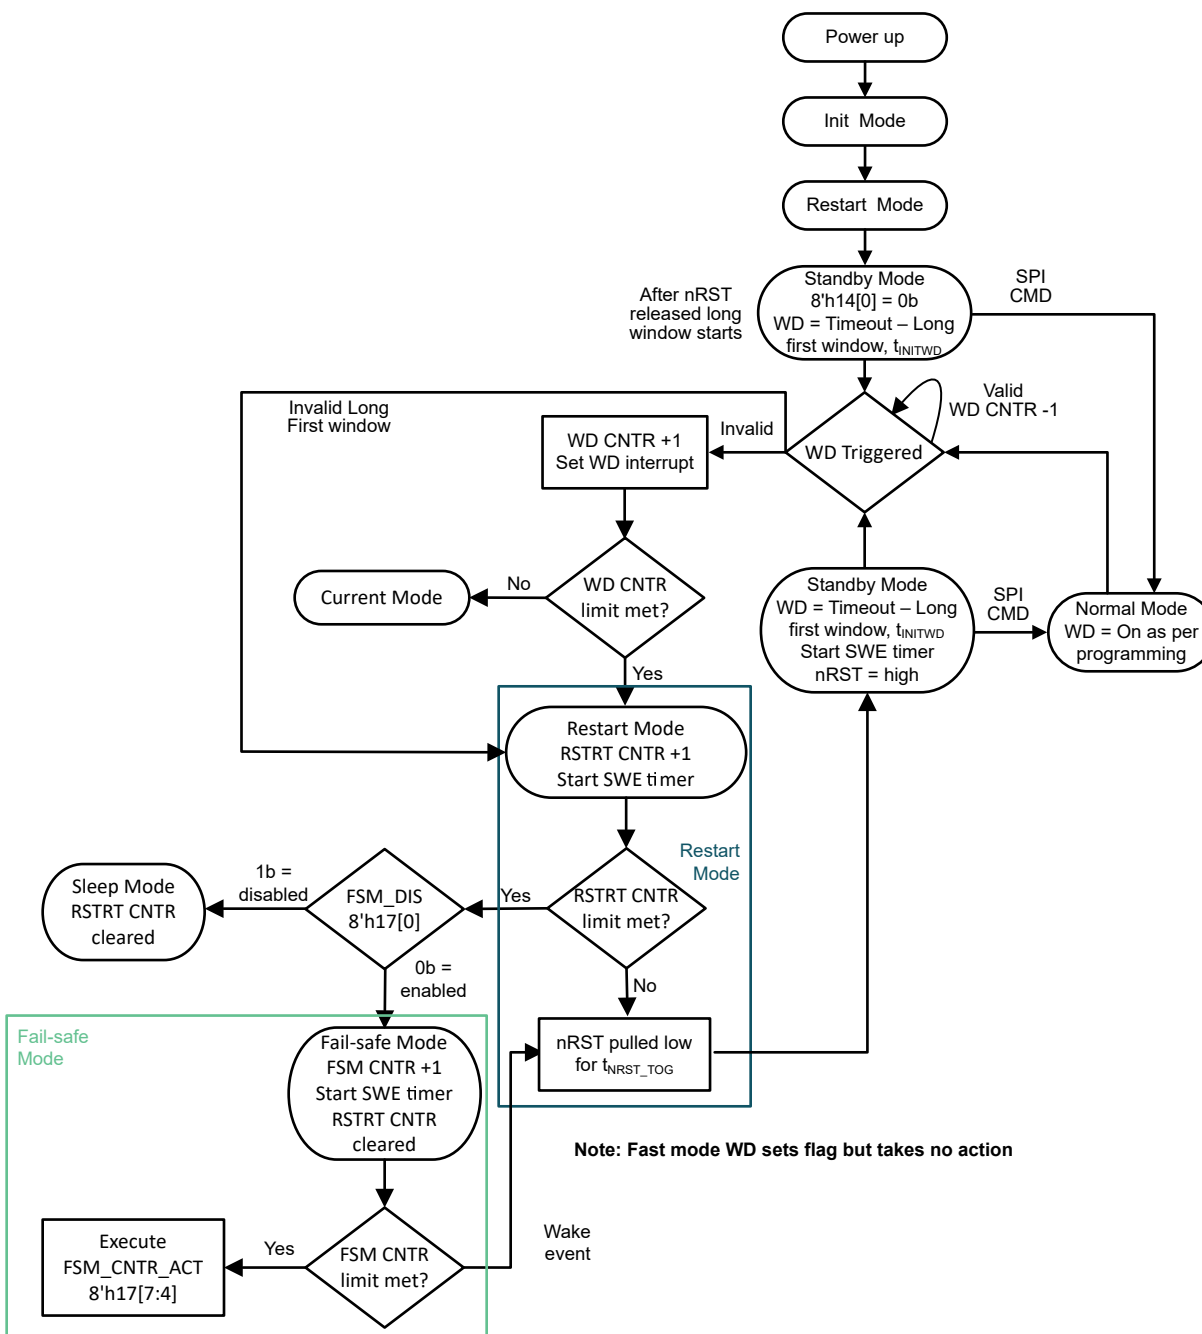 Power up
Init Mode
Restart Mode
After nRST
released long
window starts
Standby Mode
8'h14[0] = 0b
WD = Timeout – Long
first window, tINITWD
SPI
CMD
Invalid Long
First window
WD CNTR +1
Set WD interrupt
Invalid
WD Triggered
Valid
WD CNTR -1
Current Mode
No
WD CNTR
limit met?
Yes
Standby Mode
WD = Timeout – Long
first window, tINITWD
Start SWE timer
nRST = high
SPI
CMD
Normal Mode
WD = On as per
programming
Restart Mode
RSTRT CNTR +1
Start SWE timer
Restart
Mode
Sleep Mode
RSTRT CNTR
cleared
1b =
disabled
FSM_DIS
8'h17[0]
Yes
RSTRT CNTR
limit met?
0b =
enabled
No
Fail-safe
Mode
Fail-safe Mode
FSM CNTR +1
Start SWE timer
RSTRT CNTR
cleared
nRST pulled low
for tNRST_TOG
Note: Fast mode WD sets flag but takes no action
Execute
FSM_CNTR_ACT
8'h17[7:4]
Yes
FSM CNTR
limit met?
Wake
event